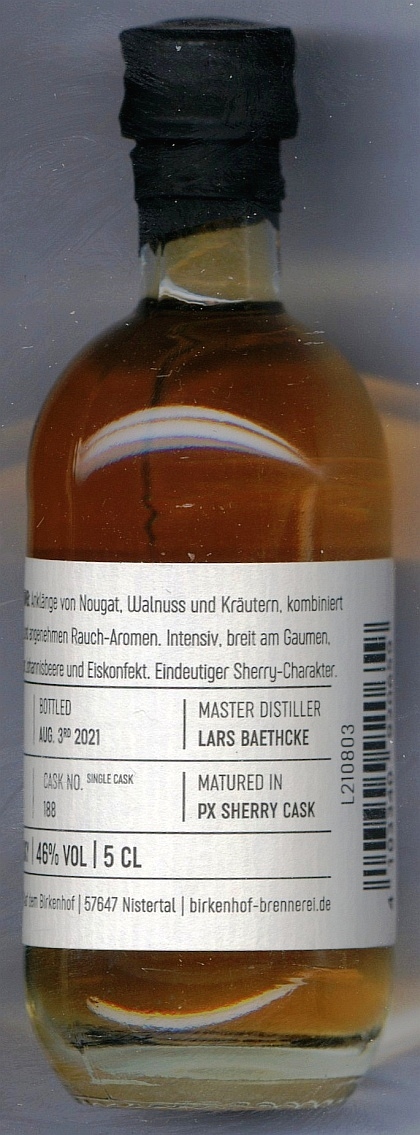 Anklänge von Nougat, Walnuss und Kräutern, kombiniert
angenehmen Rauch-Aromen. Intensiv, breit am Gaumen,
Johannisbeere und Eiskonfekt. Eindeutiger Sherry-Charakter.
BOTTLED
AUG. 3RD 2021
MASTER DISTILLER
LARS BAETHCKE
CASK NO. SINGLE CASK
188
MATURED IN
PX SHERRY CASK
| 46% VOL | 5 CL
dem Birkenhof | 57647 Nistertal | birkenhof-brennerei.de
L210803